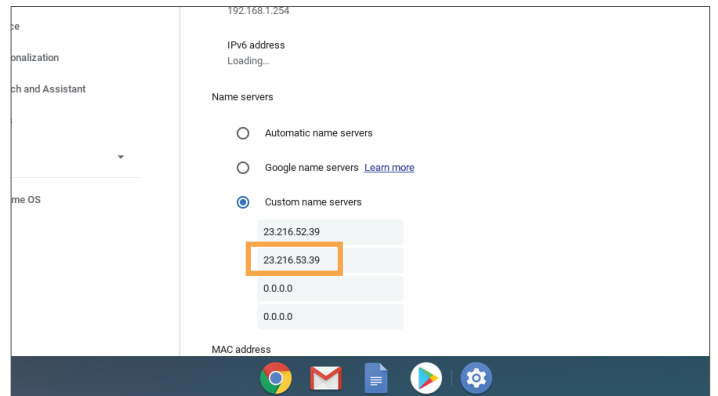 192.168.1.254
IPv6 address
onalization
Loading…
ch and Assistant
Name servers
Automatic name servers
Google name servers Learn more
me OS
Custom name servers
23.216.52.39
23.216.53.39
0.0.0.0
0.0.0.0
MAC address